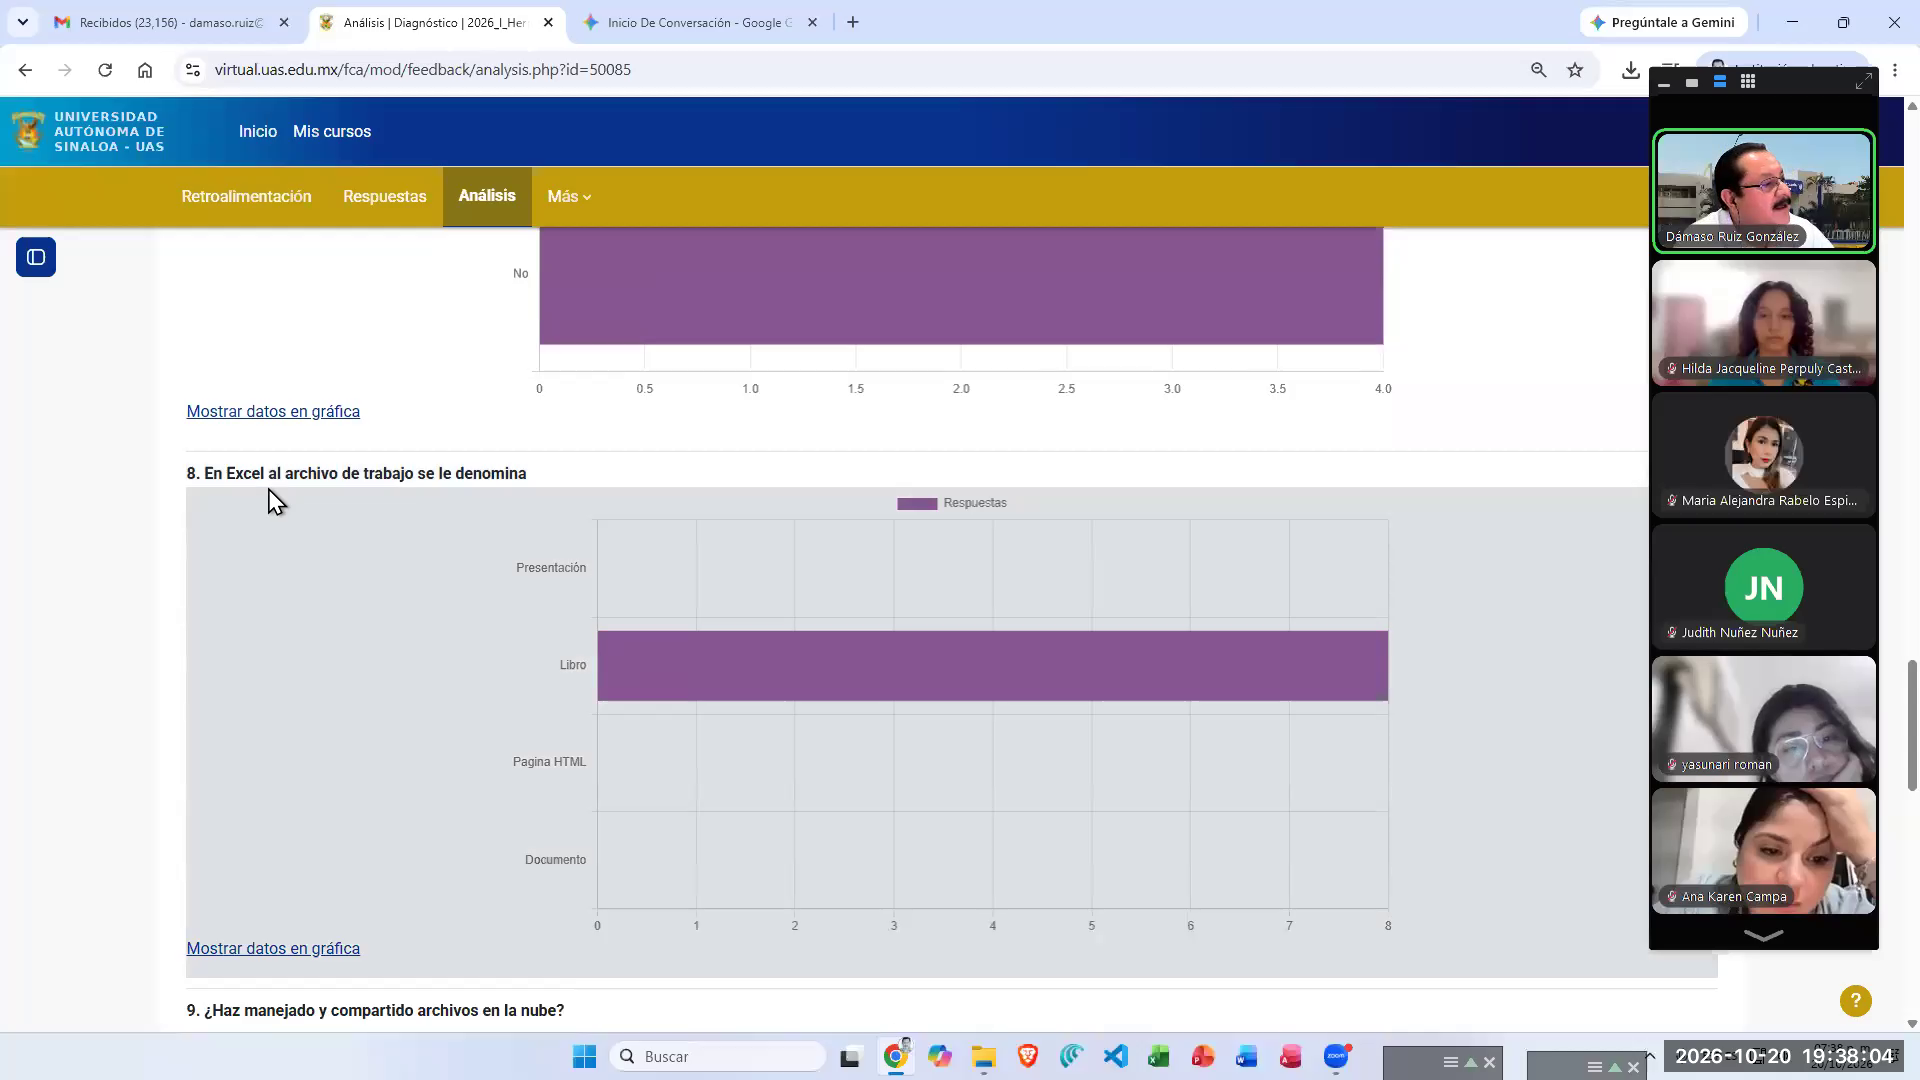 Recibidos (23,156) - damaso.ruiz@
Análisis | Diagnóstico | 2026_I_Her
Inicio De Conversación - Google G
Pregúntale a Gemini
virtual.uas.edu.mx/fca/mod/feedback/analysis.php?id=50085
UNIVERSIDAD
AUTÓNOMA DE
SINALOA - UAS
Inicio
Mis cursos
Retroalimentación
Respuestas
Análisis
Más
No
0 0.5 1.0 1.5 2.0 2.5 3.0 3.5 4.0
Mostrar datos en gráfica
8. En Excel al archivo de trabajo se le denomina
Respuestas
Presentación
Libro
Pagina HTML
Documento
0 1 2 3 4 5 6 7 8
Mostrar datos en gráfica
9. ¿Haz manejado y compartido archivos en la nube?
Dámaso Ruiz González
Hilda Jacqueline Perpuly Cast...
Maria Alejandra Rabelo Espi...
JN
Judith Nuñez Nuñez
yasunari roman
Ana Karen Campa
?
Buscar
zoom
2026-10-20 19:38:04